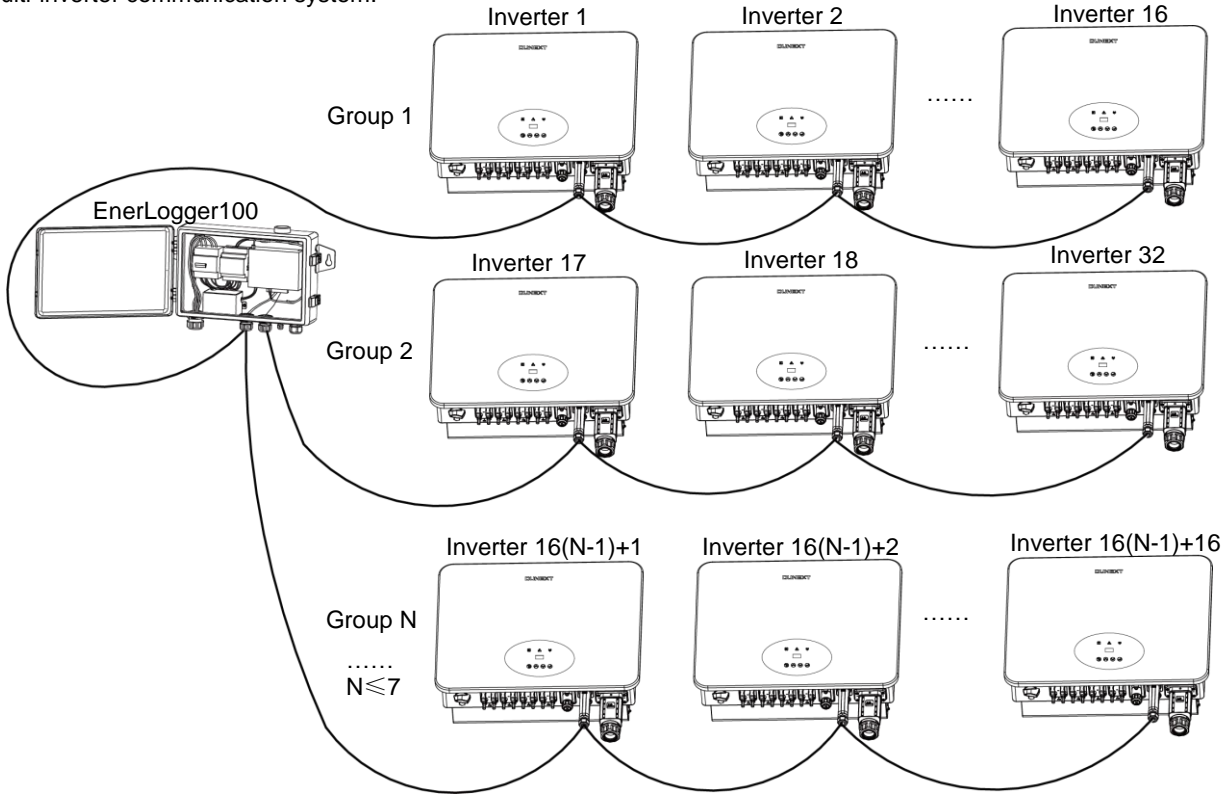 ulti-inverter communication system.
Inverter 1
Inverter 2
Inverter 16
Group 1
......
EnerLogger100
Inverter 17
Inverter 18
Inverter 32
Group 2
......
Inverter 16(N-1)+1
Inverter 16(N-1)+2
Inverter 16(N-1)+16
Group N
......
......
N≤7